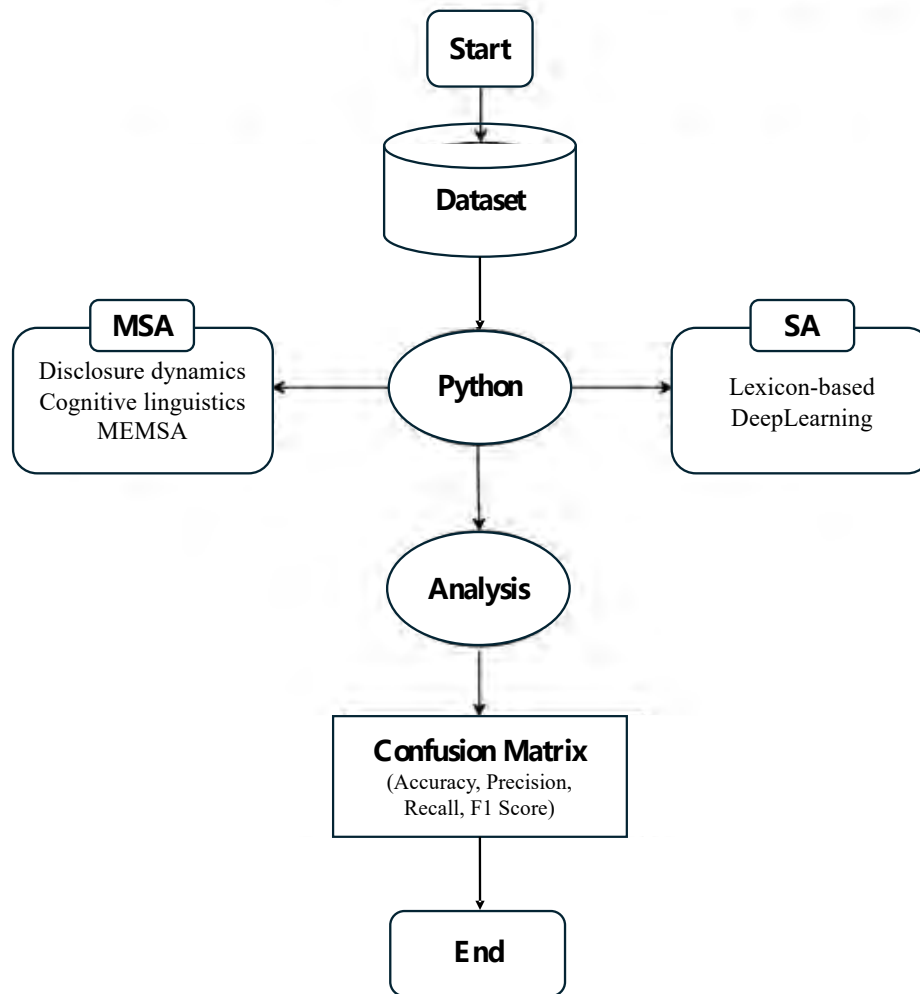 Start
Dataset
MSA
Disclosure dynamics
Cognitive linguistics
MEMSA
Python
SA
Lexicon-based
DeepLearning
Analysis
Confusion Matrix
(Accuracy, Precision,
Recall, F1 Score)
End